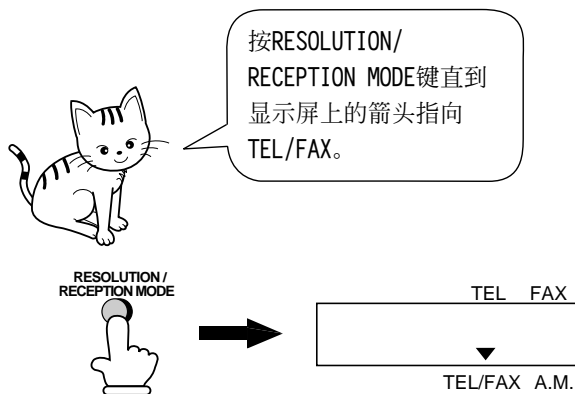 按RESOLUTION/
RECEPTION MODE键直到
显示屏上的箭头指向
TEL/FAX。
RESOLUTION /
RECEPTION MODE
TEL FAX
TEL/FAX A.M.